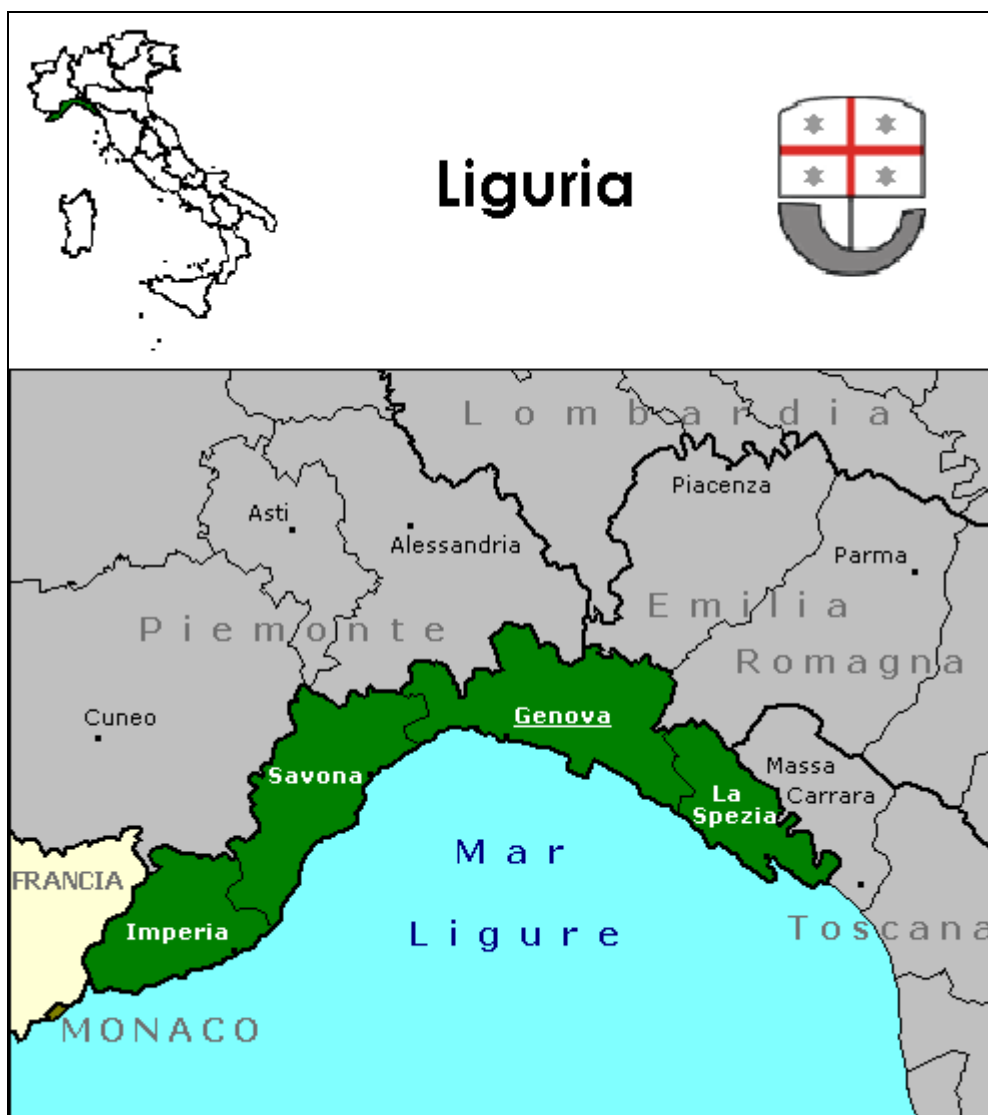 Liguria
Lombardia
Piacenza
Asti
Alessandria
Parma
Emilia
Piemonte
Romagna
Genova
Cuneo
Savona
Massa
Carrara
La
Spezia
Mar
FRANCIA
Imperia
Ligure
Toscana
MONACO